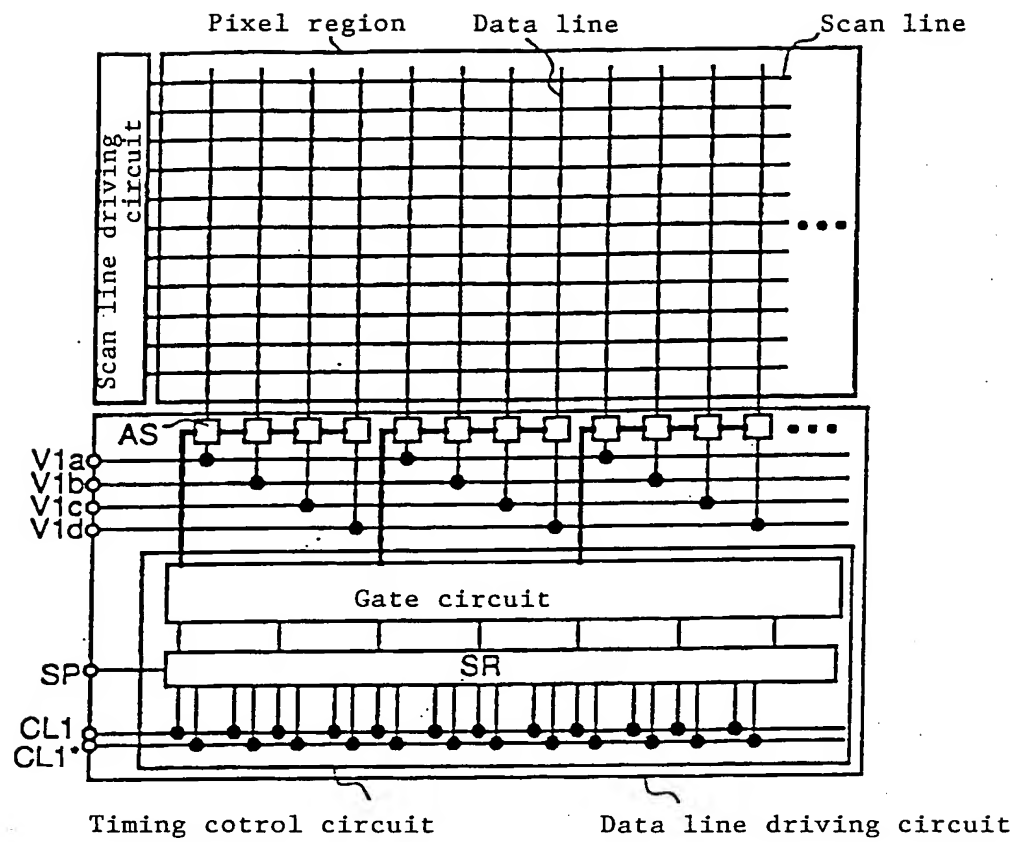 Pixel region
Data line
Scan line
Scan line driving
circuit
AS
V1a
V1b
V1c
V1d
Gate circuit
SP
SR
CL1
CL1*
Timing cotrol circuit
Data line driving circuit